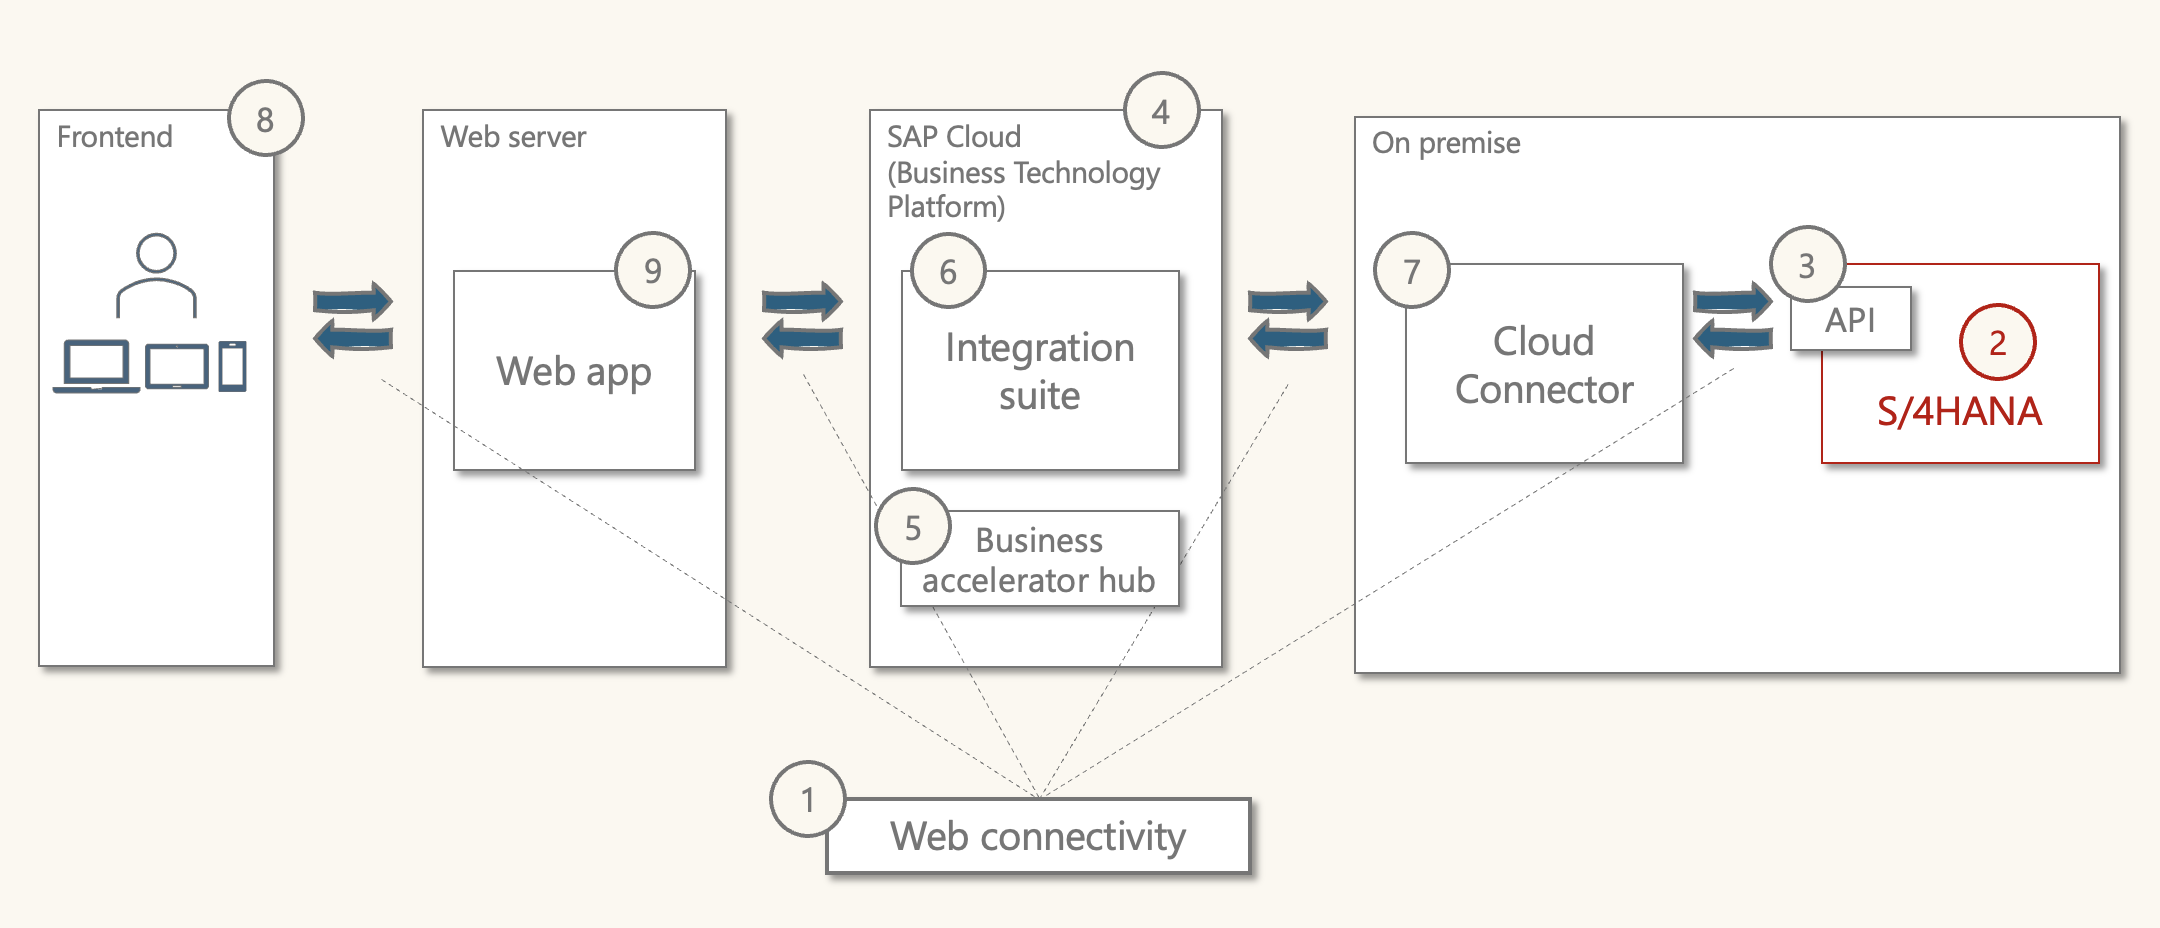 8
Frontend
Web server
9
Web app
4
SAP Cloud
(Business Technology
Platform)
6
Integration
suite
5
Business
accelerator hub
On premise
7
Cloud
Connector
3
API
2
S/4HANA
1
Web connectivity